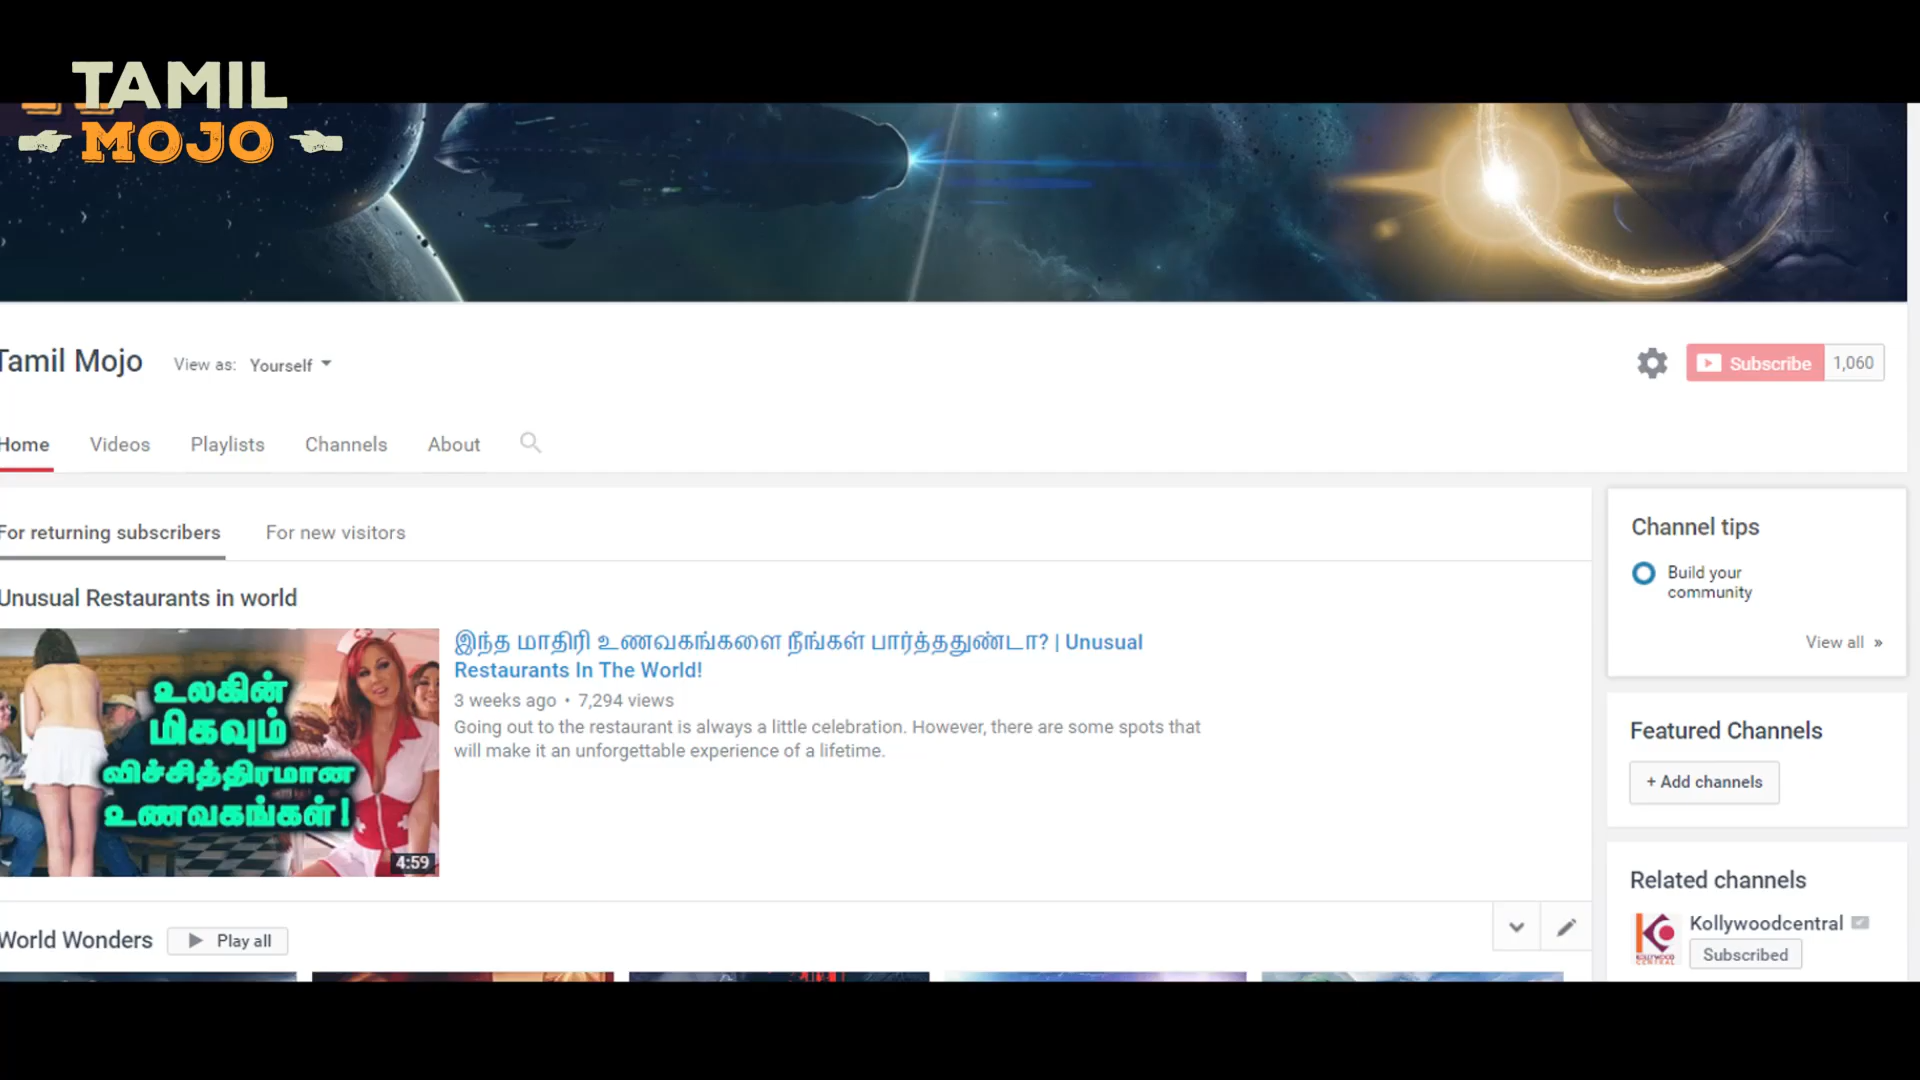 TAMIL
MOJO
Tamil Mojo View as: Yourself
Subscribe 1,060
Home Videos Playlists Channels About
For returning subscribers For new visitors
Unusual Restaurants in world
உலகின்
மிகவும்
விச்சித்திரமான
உணவகங்கள்!
4:59
இந்த மாதிரி உணவகங்களை நீங்கள் பார்த்ததுண்டா? | Unusual
Restaurants In The World!
3 weeks ago • 7,294 views
Going out to the restaurant is always a little celebration. However, there are some spots that
will make it an unforgettable experience of a lifetime.
World Wonders Play all
Channel tips
Build your
community
View all »
Featured Channels
+ Add channels
Related channels
KOLLYWOOD
CENTRAL
Kollywoodcentral
Subscribed